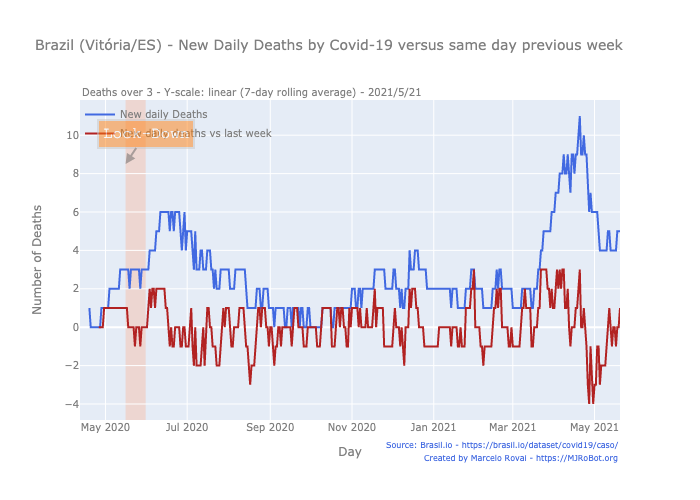 Brazil (Vitória/ES) - New Daily Deaths by Covid-19 versus same day previous week
Deaths over 3 - Y-scale: linear (7-day rolling average) - 2021/5/21
New daily Deaths
New daily Deaths vs last week
Lock-Down
10
8
6
4
2
0
−2
−4
Number of Deaths
May 2020
Jul 2020
Sep 2020
Nov 2020
Jan 2021
Mar 2021
May 2021
Day
Source: Brasil.io - https://brasil.io/dataset/covid19/caso/
Created by Marcelo Rovai - https://MJRoBot.org